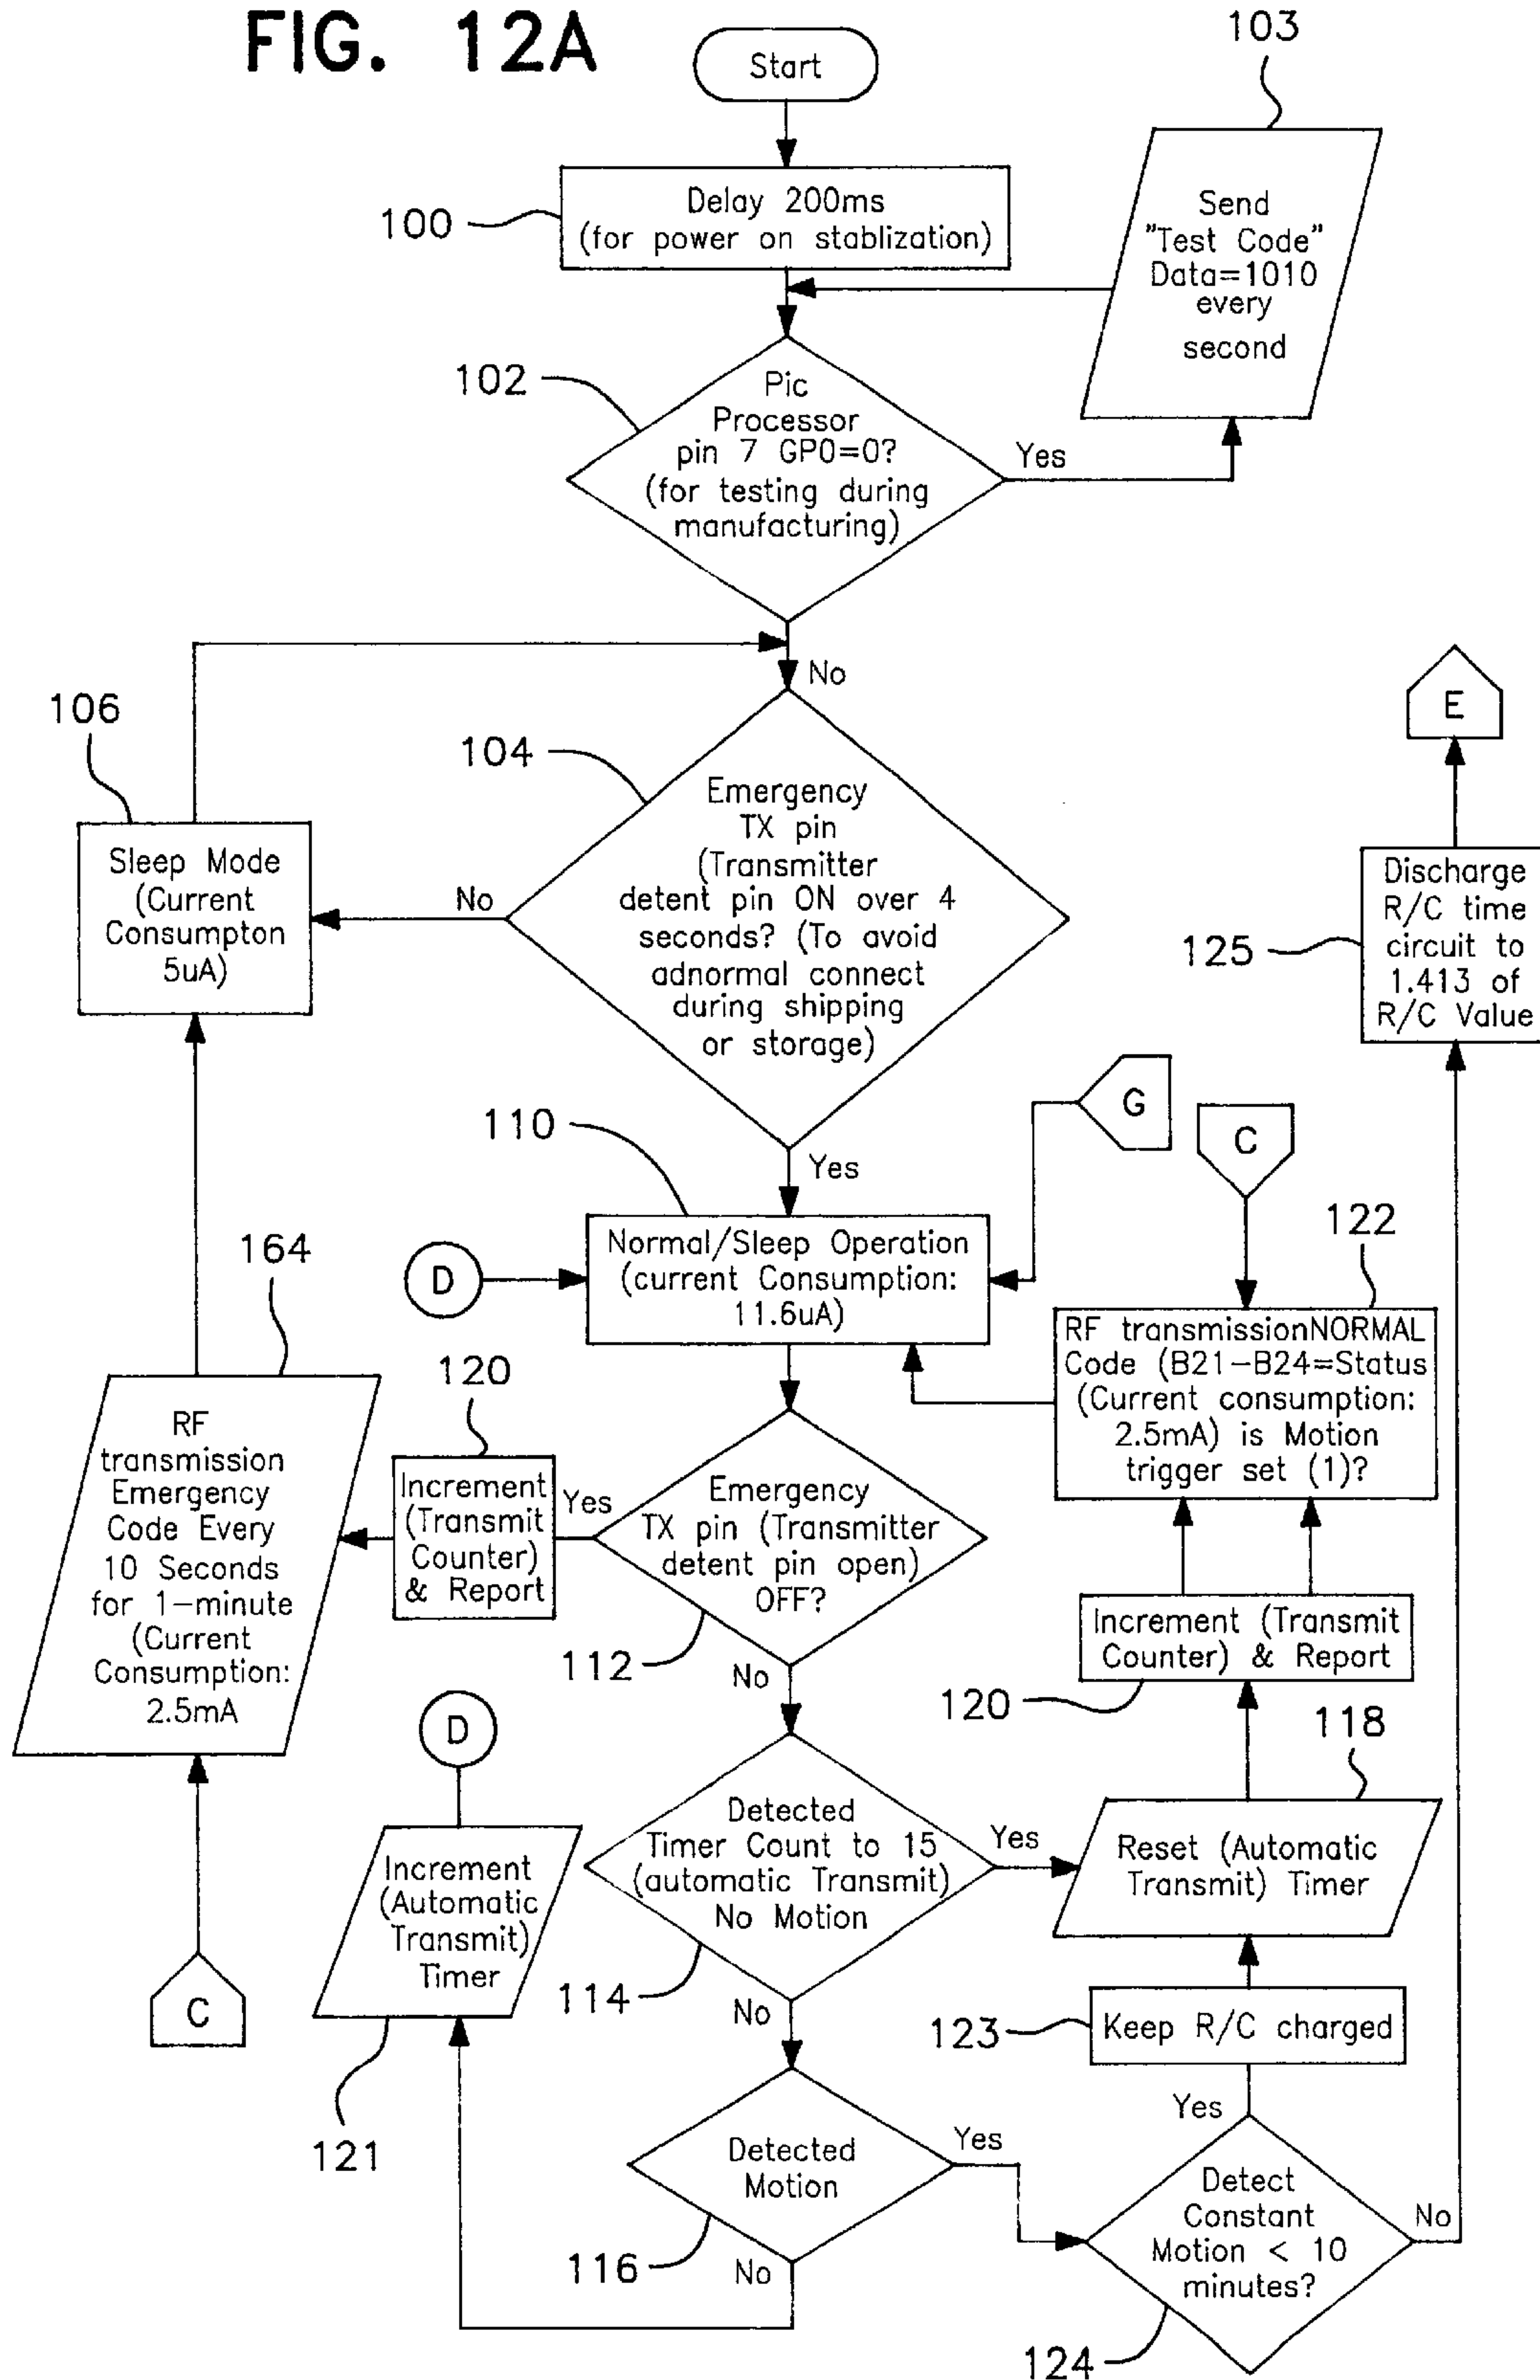 FIG. 12A
Start
103
100
Delay 200ms
(for power on stablization)
Send
"Test Code"
Data=1010
every
second
102
Pic
Processor
pin 7 GP0=0?
(for testing during
manufacturing)
Yes
No
106
Sleep Mode
(Current
Consumpton
5uA)
104
Emergency
TX pin
(Transmitter
detent pin ON over 4
seconds? (To avoid
adnormal connect
during shipping
or storage)
No
Yes
E
125
Discharge
R/C time
circuit to
1.413 of
R/C Value
G
C
110
Normal/Sleep Operation
(current Consumption:
11.6uA)
D
122
RF transmissionNORMAL
Code (B21-B24=Status
(Current consumption:
2.5mA) is Motion
trigger set (1)?
164
RF
transmission
Emergency
Code Every
10 Seconds
for 1-minute
(Current
Consumption:
2.5mA
120
Increment
(Transmit
Counter)
& Report
Yes
Emergency
TX pin (Transmitter
detent pin open)
OFF?
112
No
Increment (Transmit
Counter) & Report
120
118
D
Detected
Timer Count to 15
(automatic Transmit)
No Motion
Yes
Reset (Automatic
Transmit) Timer
Increment
(Automatic
Transmit)
Timer
114
No
C
123
Keep R/C charged
121
Detected
Motion
Yes
116
No
Yes
Detect
Constant
Motion < 10
minutes?
No
124